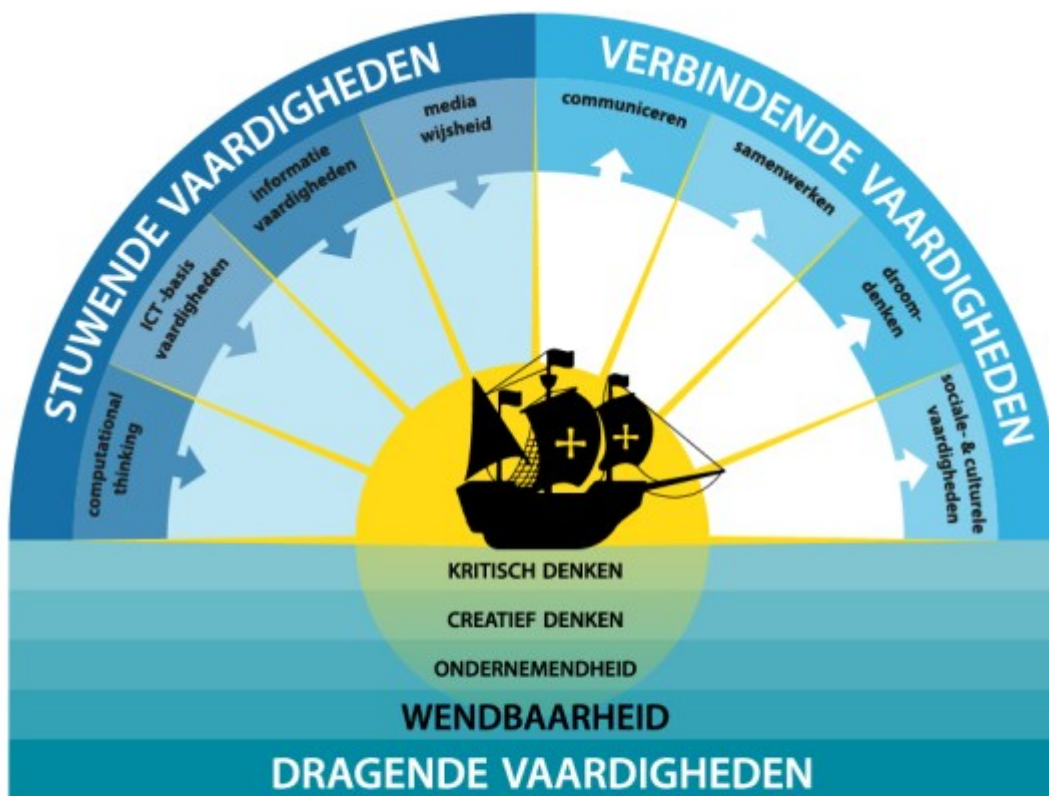 STUWENDE VAARDIGHEDEN
VERBINDENDE VAARDIGHEDEN
computational
thinking
ICT-basis
vaardigheden
informatie
vaardigheden
media
wijsheid
communiceren
samenwerken
droom-
denken
sociale- & culturele
vaardigheden
KRITISCH DENKEN
CREATIEF DENKEN
ONDERNEMENDHEID
WENDBAARHEID
DRAGENDE VAARDIGHEDEN